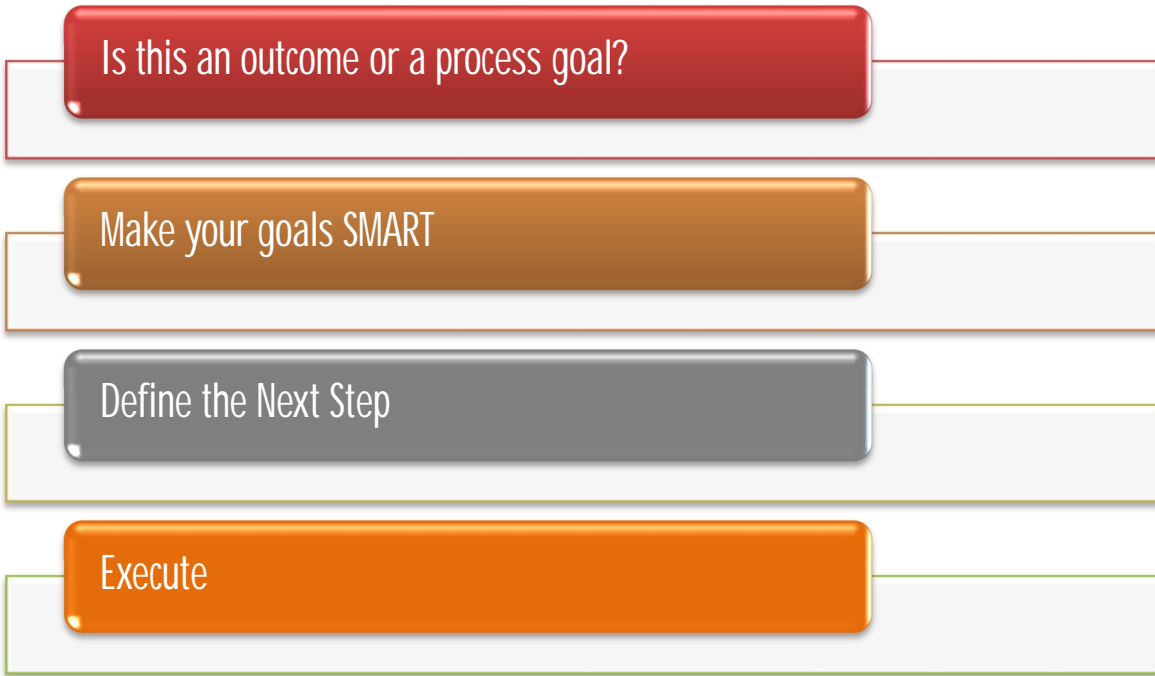 Is this an outcome or a process goal?
Make your goals SMART
Define the Next Step
Execute